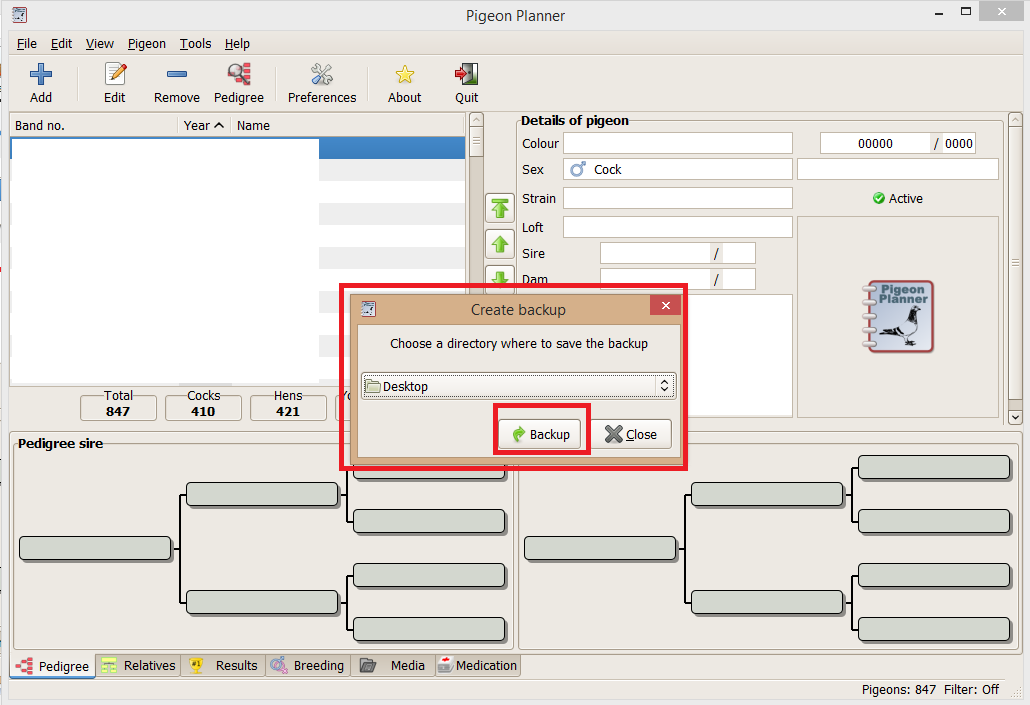 Pigeon Planner
File Edit View Pigeon Tools Help
Add Edit Remove Pedigree Preferences About Quit
Band no. Year Name
Details of pigeon
Colour 00000 / 0000
Sex Cock
Strain Active
Loft
Sire /
Dam /
Pigeon
Planner
Create backup
Choose a directory where to save the backup
Desktop
Backup Close
Total Cocks Hens
847 410 421
Pedigree sire
Pedigree Relatives Results Breeding Media Medication
Pigeons: 847 Filter: Off